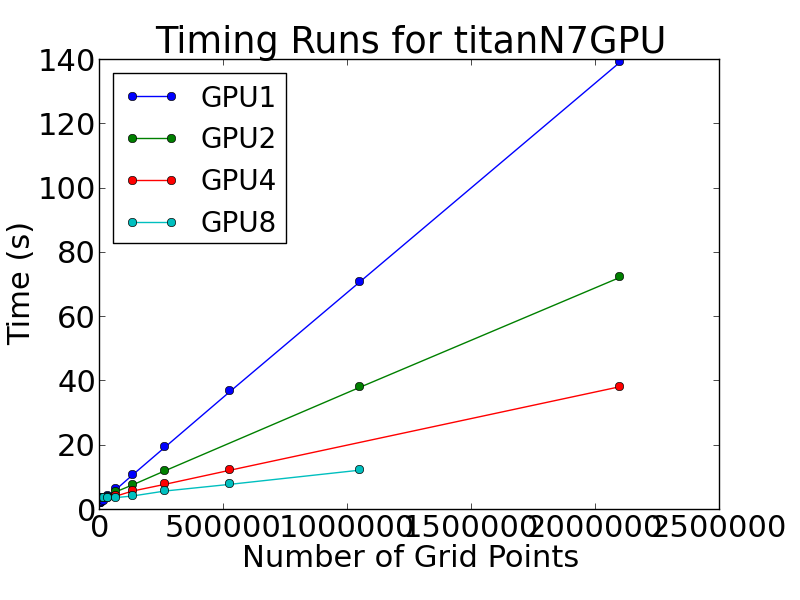 Timing Runs for titanN7GPU
140
120
100
80
60
40
20
0
Time (s)
GPU1
GPU2
GPU4
GPU8
0 500000 1000000 1500000 2000000 2500000
Number of Grid Points